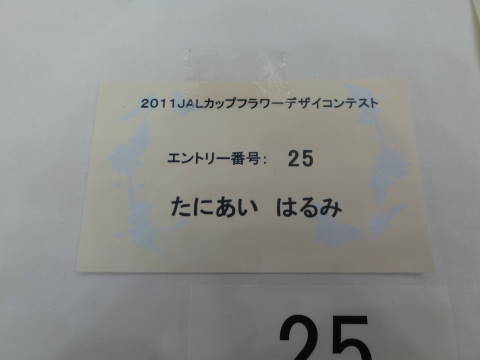 2011JALカップフラワーデザイコンテスト
エントリー番号： 25
たにあい　はるみ
25